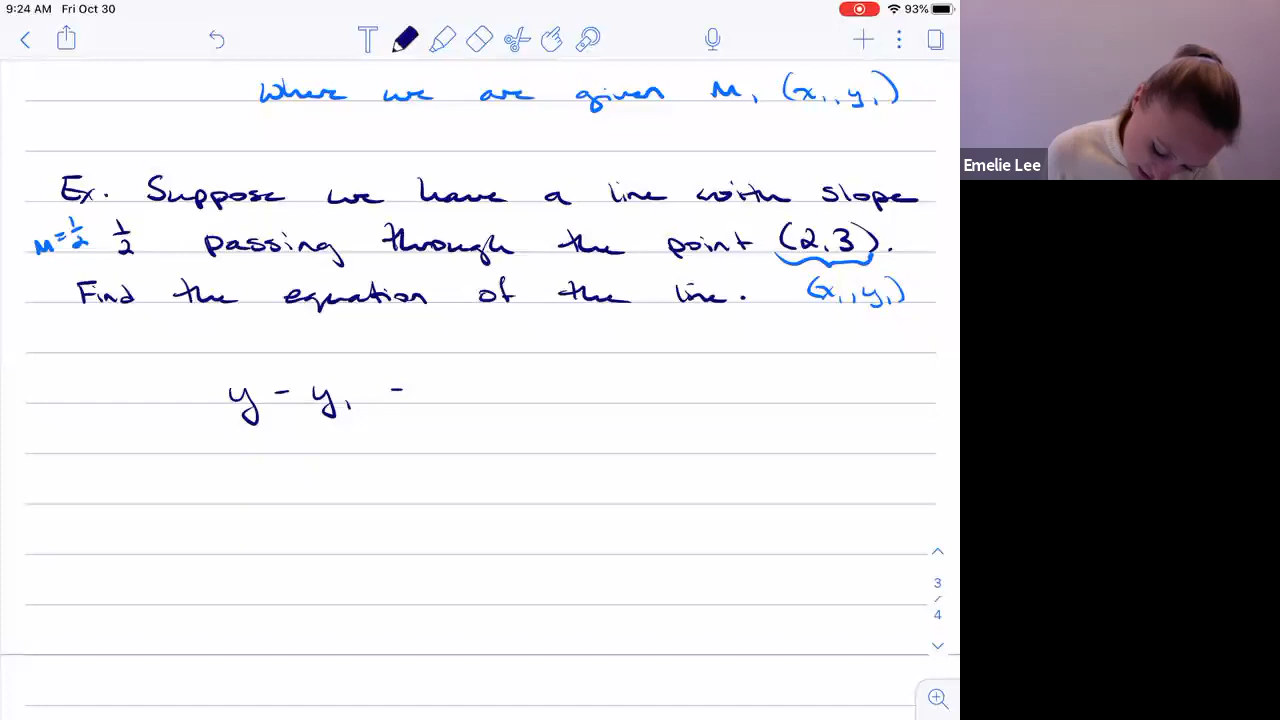 9:24 AM Fri Oct 30
93%
where we are given m, (x₁, y₁)
Ex. Suppose we have a line with slope
m=½ ½ passing through the point (2,3).
Find the equation of the line. (x₁, y₁)
y - y₁ -
3
/
4
Emelie Lee